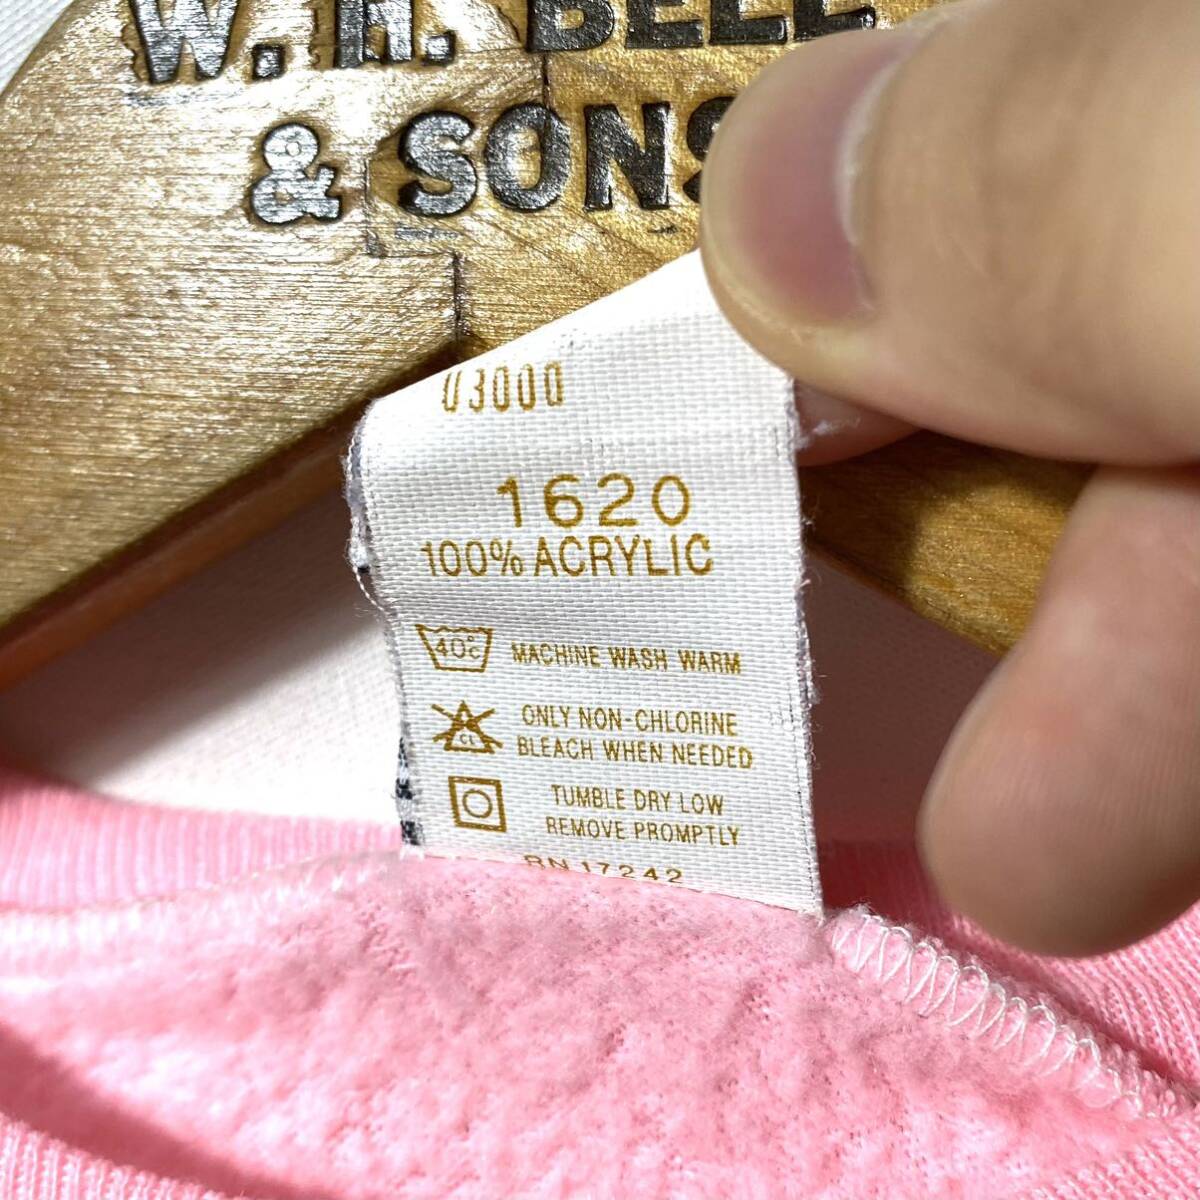 W. H. BELL
& SONS
U3000
1620
100% ACRYLIC
40°C MACHINE WASH WARM
CL ONLY NON-CHLORINE
BLEACH WHEN NEEDED
TUMBLE DRY LOW
REMOVE PROMPTLY
RN 17242